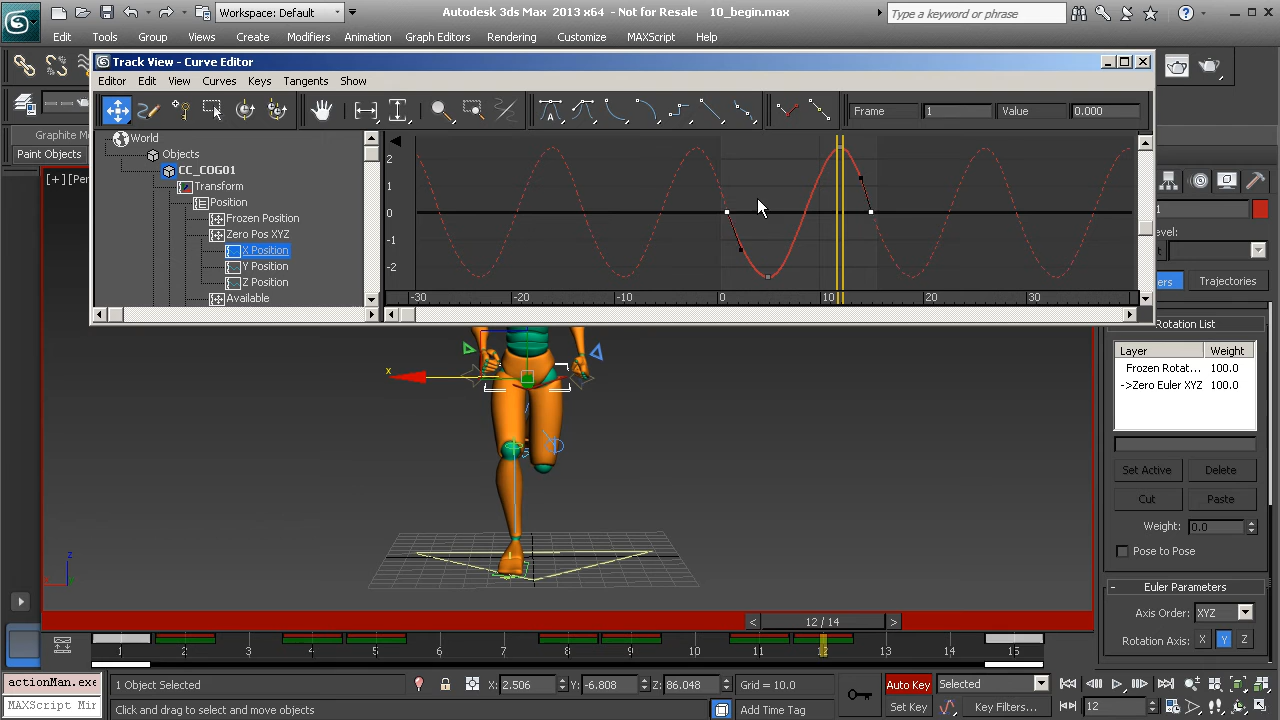 Workspace: Default
Autodesk 3ds Max 2013 x64 - Not for Resale 10_begin.max
Type a keyword or phrase
Edit Tools Group Views Create Modifiers Animation Graph Editors Rendering Customize MAXScript Help
Track View - Curve Editor
Editor Edit View Curves Keys Tangents Show
Frame 1 Value 0.000
Graphite M
Paint Objects
World
Objects
CC_COG01
Transform
Position
Frozen Position
Zero Pos XYZ
X Position
Y Position
Z Position
Available
2
1
0
-1
-2
-30 -20 -10 0 10 20 30
[+] [Per
1
evel:
ers
Trajectories
Rotation List
Layer Weight
Frozen Rotat... 100.0
->Zero Euler XYZ 100.0
Set Active Delete
Cut Paste
Weight: 0.0
Pose to Pose
Euler Parameters
Axis Order: XYZ
Rotation Axis: X Y Z
x
z
< 12 / 14 >
1 2 3 4 5 6 7 8 9 10 11 12 13 14 15
actionMan.exe
MAXScript Mir
1 Object Selected
X: 2.506 Y: -6.808 Z: 86.048 Grid = 10.0
Auto Key Selected
Click and drag to select and move objects
Add Time Tag
Set Key Key Filters... 12